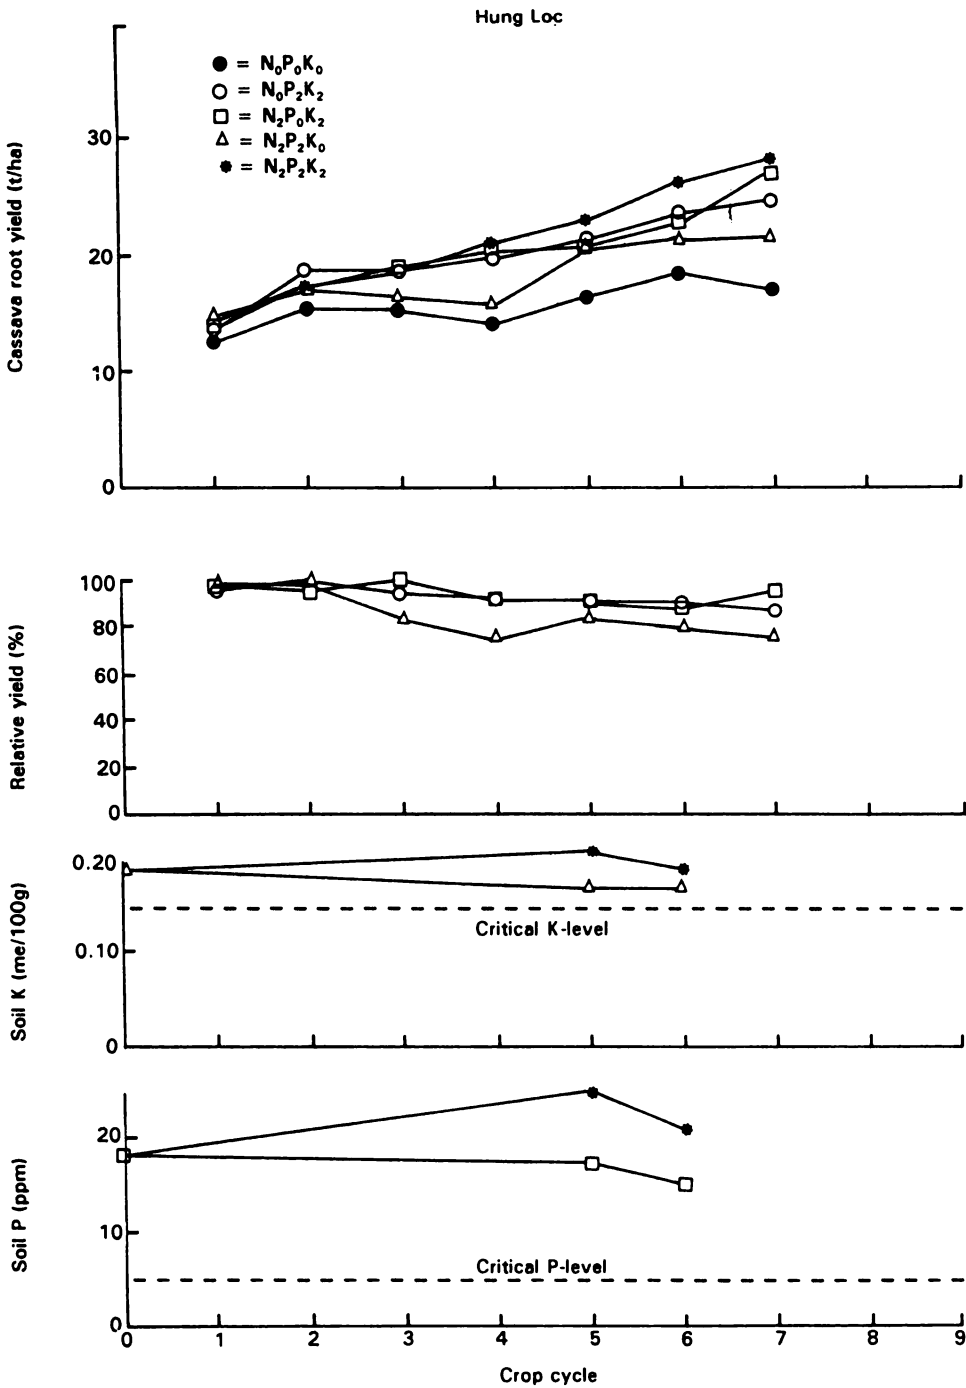 Hung Loc
● = N₀P₀K₀
○ = N₀P₂K₂
□ = N₂P₀K₂
△ = N₂P₂K₀
✱ = N₂P₂K₂
Cassava root yield (t/ha)
30
20
10
0
Relative yield (%)
100
80
60
40
20
0
Soil K (me/100g)
0.20
0.10
0
Critical K-level
Soil P (ppm)
20
10
0
Critical P-level
0 1 2 3 4 5 6 7 8 9
Crop cycle